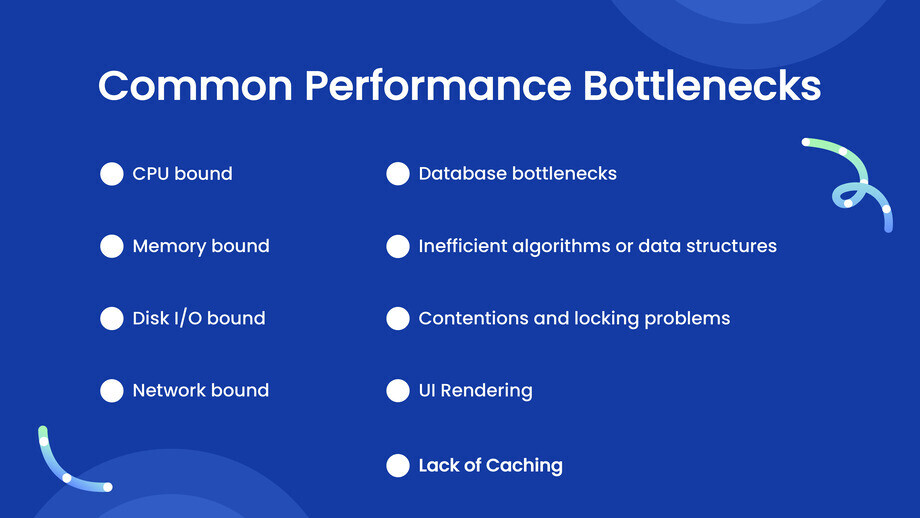 Common Performance Bottlenecks
CPU bound
Memory bound
Disk I/O bound
Network bound
Database bottlenecks
Inefficient algorithms or data structures
Contentions and locking problems
UI Rendering
Lack of Caching